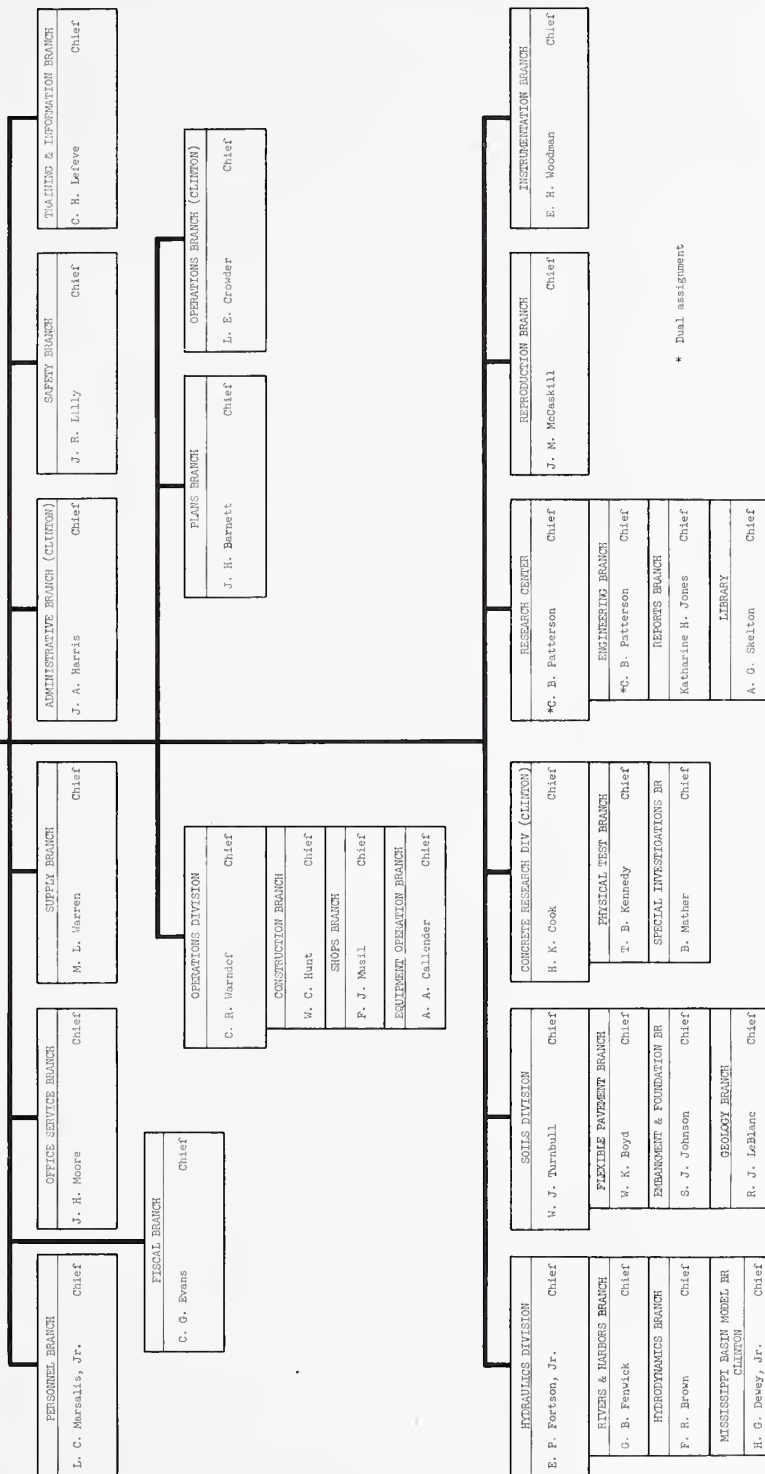 PERSONNEL BRANCH
L. C. Marsalis, Jr. Chief
OFFICE SERVICE BRANCH
J. H. Moore Chief
SUPPLY BRANCH
M. L. Warren Chief
ADMINISTRATIVE BRANCH (CLINTON)
J. A. Harris Chief
SAFETY BRANCH
J. R. Lilly Chief
TRAINING & INFORMATION BRANCH
C. H. Lefeve Chief
FISCAL BRANCH
C. G. Evans Chief
OPERATIONS DIVISION
C. R. Warndof Chief
CONSTRUCTION BRANCH
W. C. Hunt Chief
SHOPS BRANCH
F. J. Musil Chief
EQUIPMENT OPERATION BRANCH
A. A. Callender Chief
PLANS BRANCH
J. H. Barnett Chief
OPERATIONS BRANCH (CLINTON)
L. E. Crowder Chief
HYDRAULICS DIVISION
E. P. Fortson, Jr. Chief
RIVERS & HARBORS BRANCH
G. B. Fenwick Chief
HYDRODYNAMICS BRANCH
F. R. Brown Chief
MISSISSIPPI BASIN MODEL BR
CLINTON
H. G. Dewey, Jr. Chief
SOILS DIVISION
W. J. Turnbull Chief
FLEXIBLE PAVEMENT BRANCH
W. K. Boyd Chief
EMBANKMENT & FOUNDATION BR
S. J. Johnson Chief
GEOLOGY BRANCH
R. J. LeBlanc Chief
CONCRETE RESEARCH DIV (CLINTON)
H. K. Cook Chief
PHYSICAL TEST BRANCH
T. B. Kennedy Chief
SPECIAL INVESTIGATIONS BR
B. Mather Chief
RESEARCH CENTER
*C. B. Patterson Chief
ENGINEERING BRANCH
*C. B. Patterson Chief
REPORTS BRANCH
Katharine H. Jones Chief
LIBRARY
A. G. Skelton Chief
REPRODUCTION BRANCH
J. M. McCaskill Chief
INSTRUMENTATION BRANCH
E. H. Woodman Chief
* Dual assignment